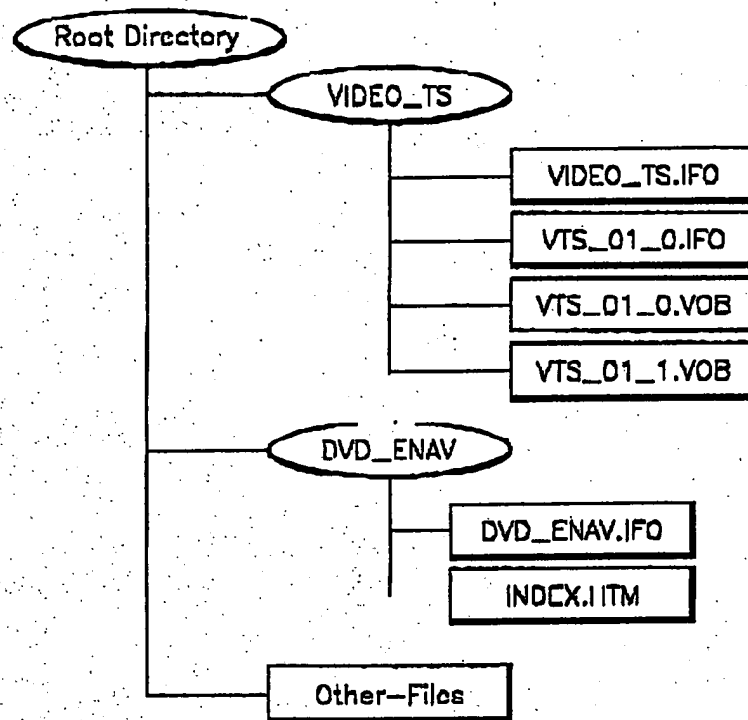 Root Directory
VIDEO_TS
VIDEO_TS.IFO
VTS_01_0.IFO
VTS_01_0.VOB
VTS_01_1.VOB
DVD_ENAV
DVD_ENAV.IFO
INDEX.HTM
Other-Files